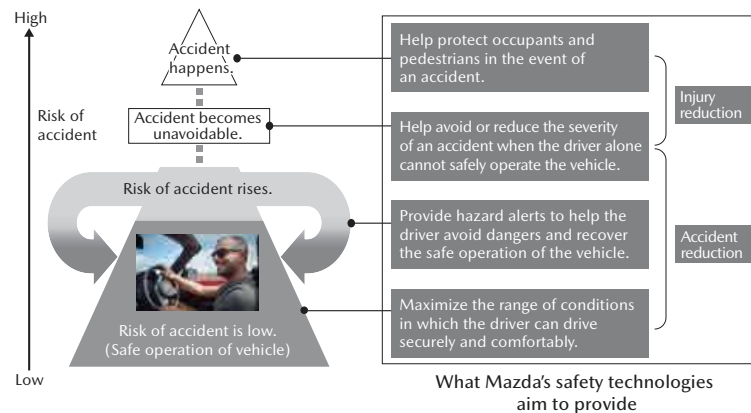 High
Risk of
accident
Low
Accident
happens.
Accident becomes
unavoidable.
Risk of accident rises.
Risk of accident is low.
(Safe operation of vehicle)
Help protect occupants and
pedestrians in the event of
an accident.
Help avoid or reduce the severity
of an accident when the driver alone
cannot safely operate the vehicle.
Provide hazard alerts to help the
driver avoid dangers and recover
the safe operation of the vehicle.
Maximize the range of conditions
in which the driver can drive
securely and comfortably.
Injury
reduction
Accident
reduction
What Mazda’s safety technologies
aim to provide